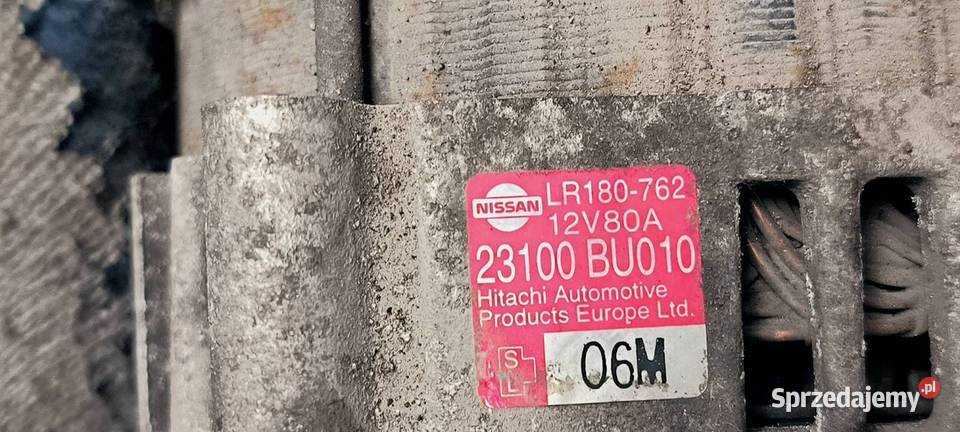 NISSAN
LR180-762
12V80A
23100 BU010
Hitachi Automotive
Products Europe Ltd.
S
L
06M
Sprzedajemy.pl